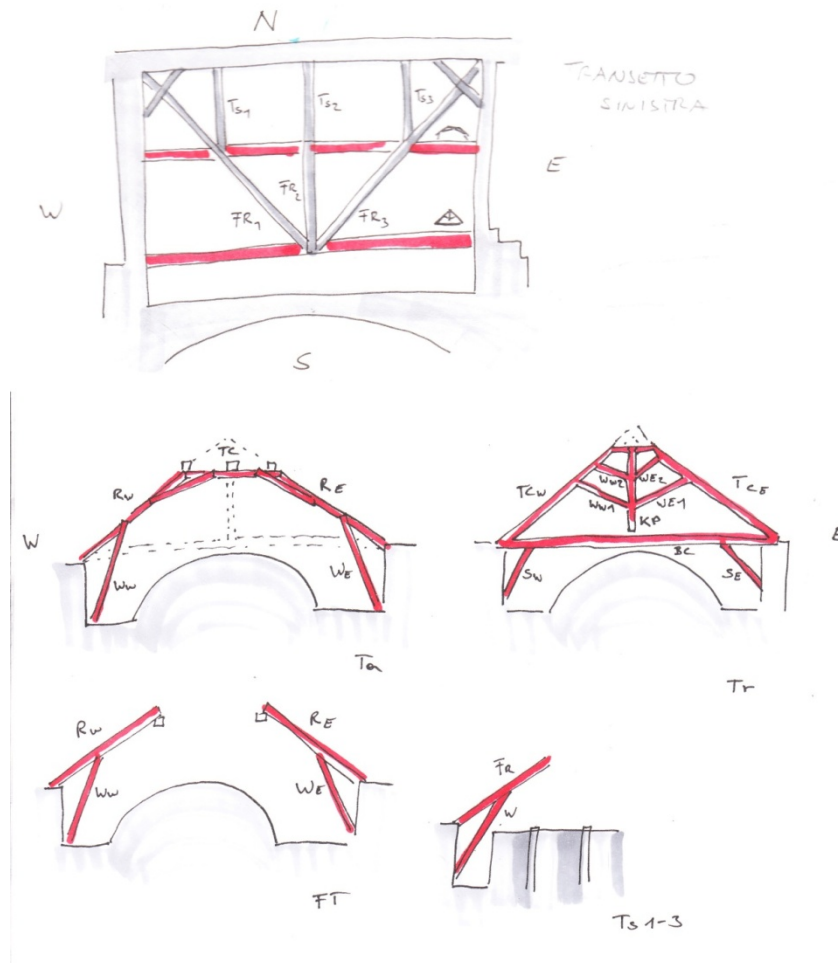 N
TRANSETTO
SINISTRA
Ts1
Ts2
Ts3
E
W
FR1
FR2
FR3
S
W
TC
RW
RE
WW
WE
Ta
TCW
TCE
WW2
WE2
WW1
WE1
KP
BC
SW
SE
E
Tr
RW
RE
WW
WE
FT
FR
W
Ts 1-3